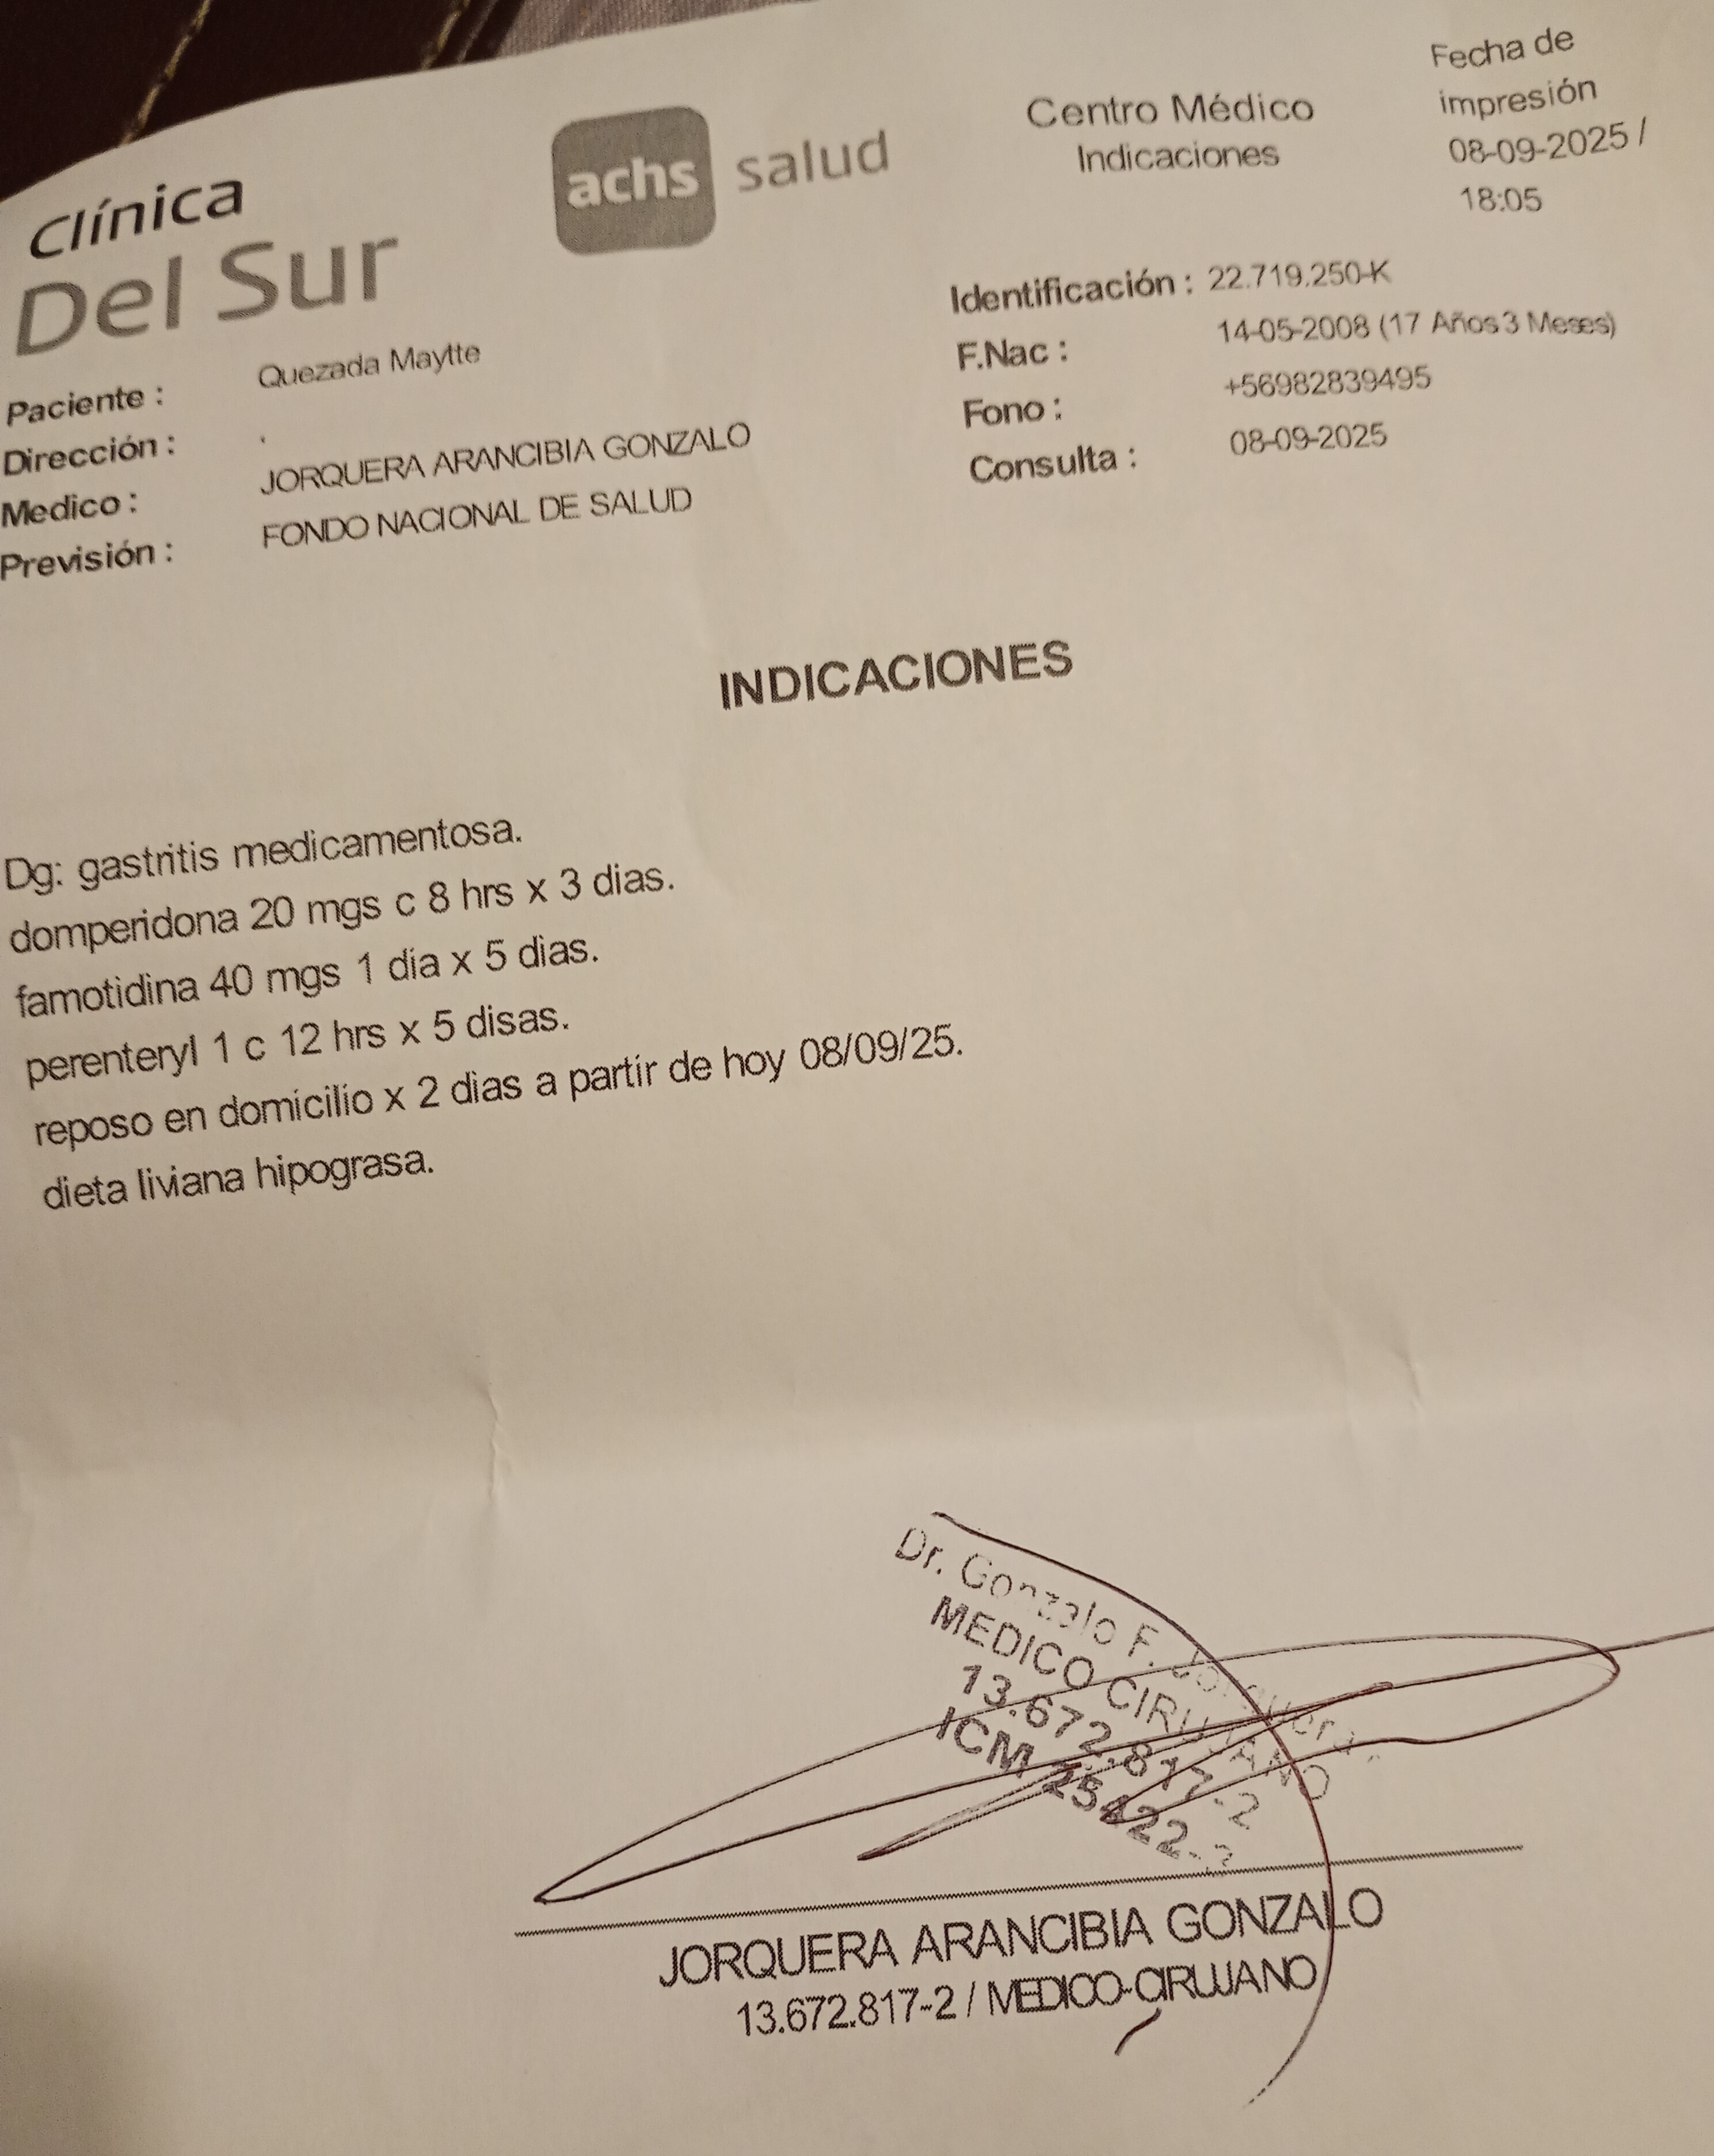 Clínica
Del Sur
achs salud
Centro Médico
Indicaciones
Fecha de
impresión
08-09-2025 /
18:05
Paciente : Quezada Maytte
Dirección : .
Medico : JORQUERA ARANCIBIA GONZALO
Previsión : FONDO NACIONAL DE SALUD
Identificación : 22.719.250-K
F.Nac : 14-05-2008 (17 Años 3 Meses)
Fono : +56982839495
Consulta : 08-09-2025
INDICACIONES
Dg: gastritis medicamentosa.
domperidona 20 mgs c 8 hrs x 3 dias.
famotidina 40 mgs 1 dia x 5 dias.
perenteryl 1 c 12 hrs x 5 disas.
reposo en domicilio x 2 dias a partir de hoy 08/09/25.
dieta liviana hipograsa.
Dr. Gonzalo F. Jorquera
MEDICO CIRUJANO
13.672.817-2
ICM
JORQUERA ARANCIBIA GONZALO
13.672.817-2 / MEDICO-CIRUJANO